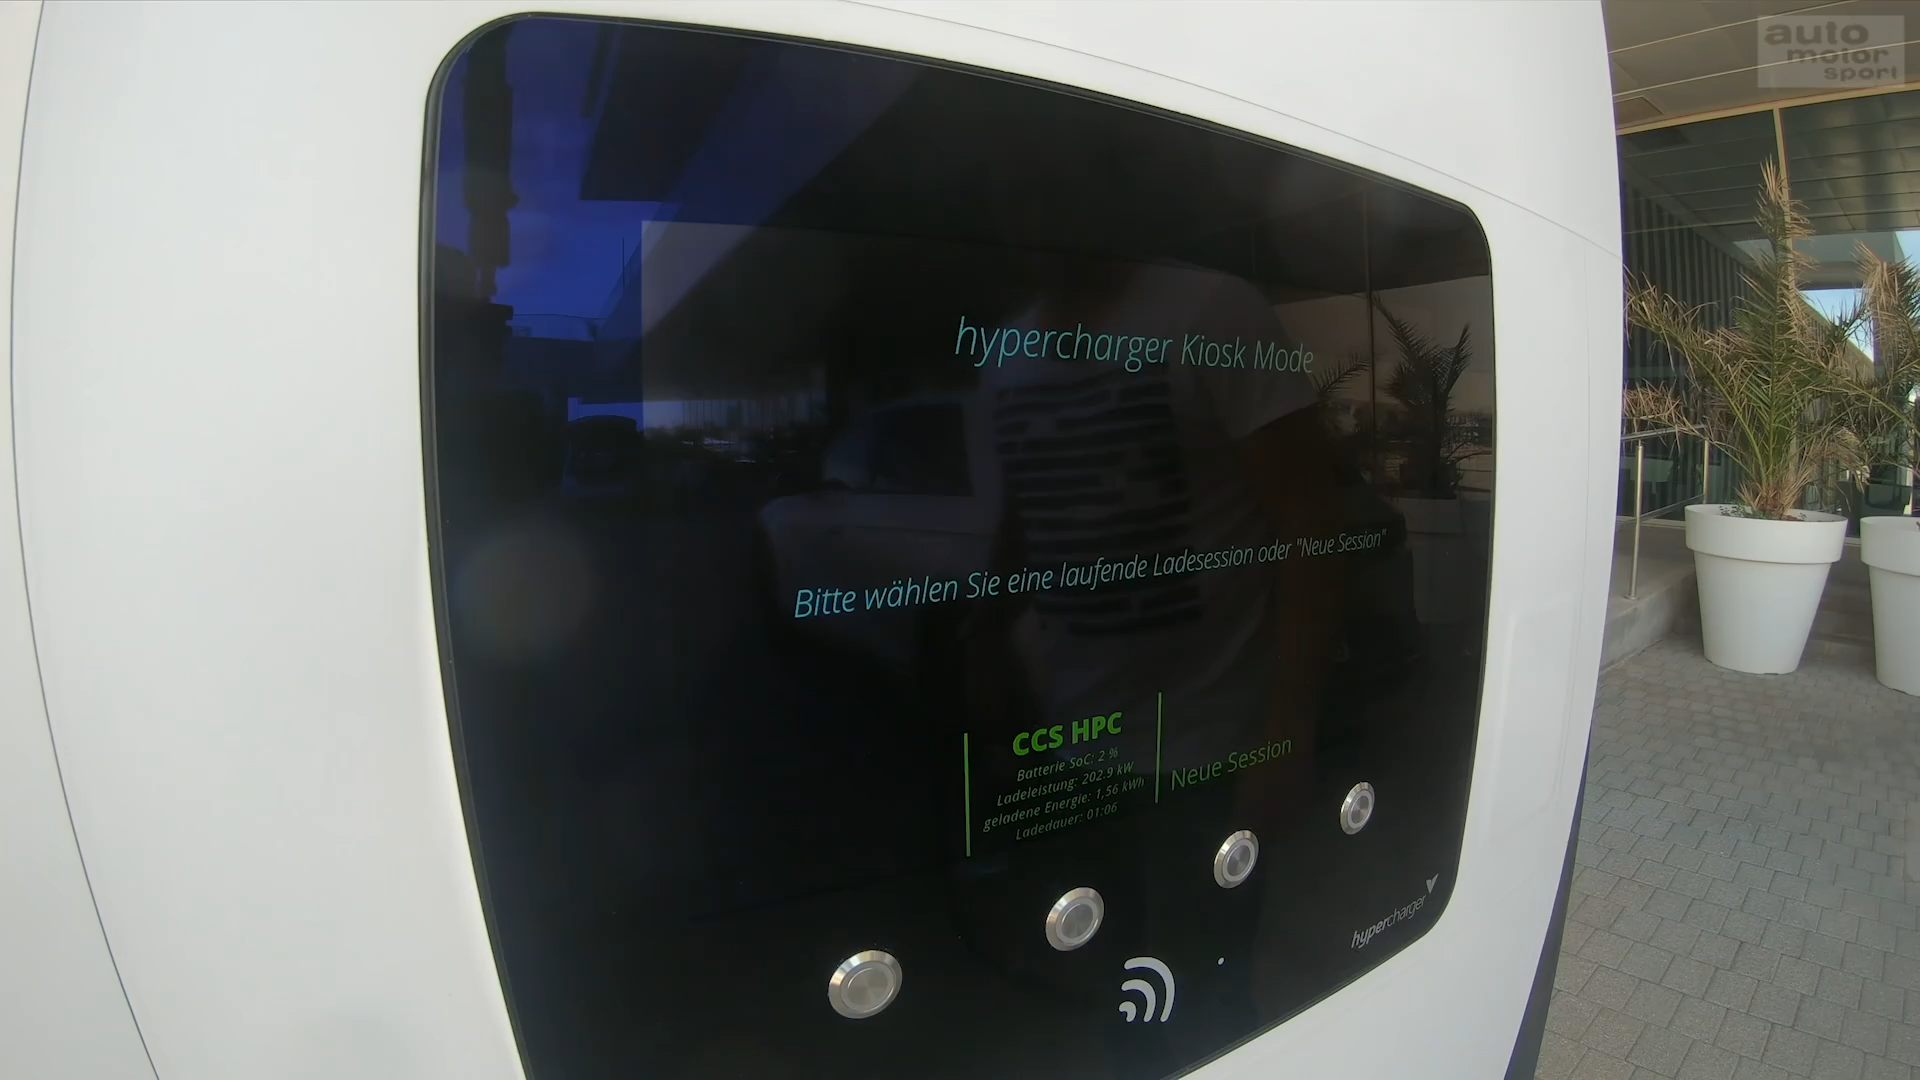 auto
motor
sport
hypercharger Kiosk Mode
Bitte wählen Sie eine laufende Ladesession oder "Neue Session"
CCS HPC
Batterie SoC: 2 %
Ladeleistung: 202.9 kW
geladene Energie: 1,56 kWh
Ladedauer: 01:06
Neue Session
hypercharger